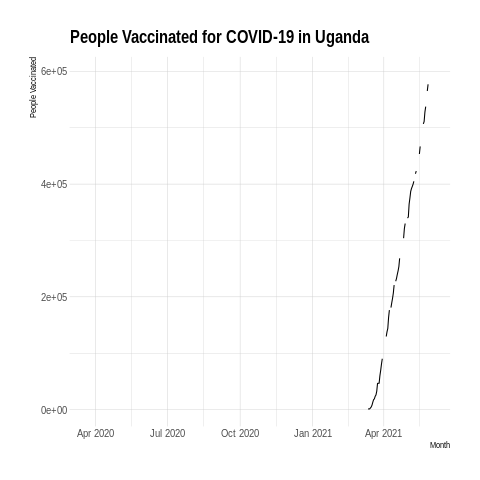 People Vaccinated for COVID-19 in Uganda
People Vaccinated
6e+05
4e+05
2e+05
0e+00
Apr 2020 Jul 2020 Oct 2020 Jan 2021 Apr 2021
Month